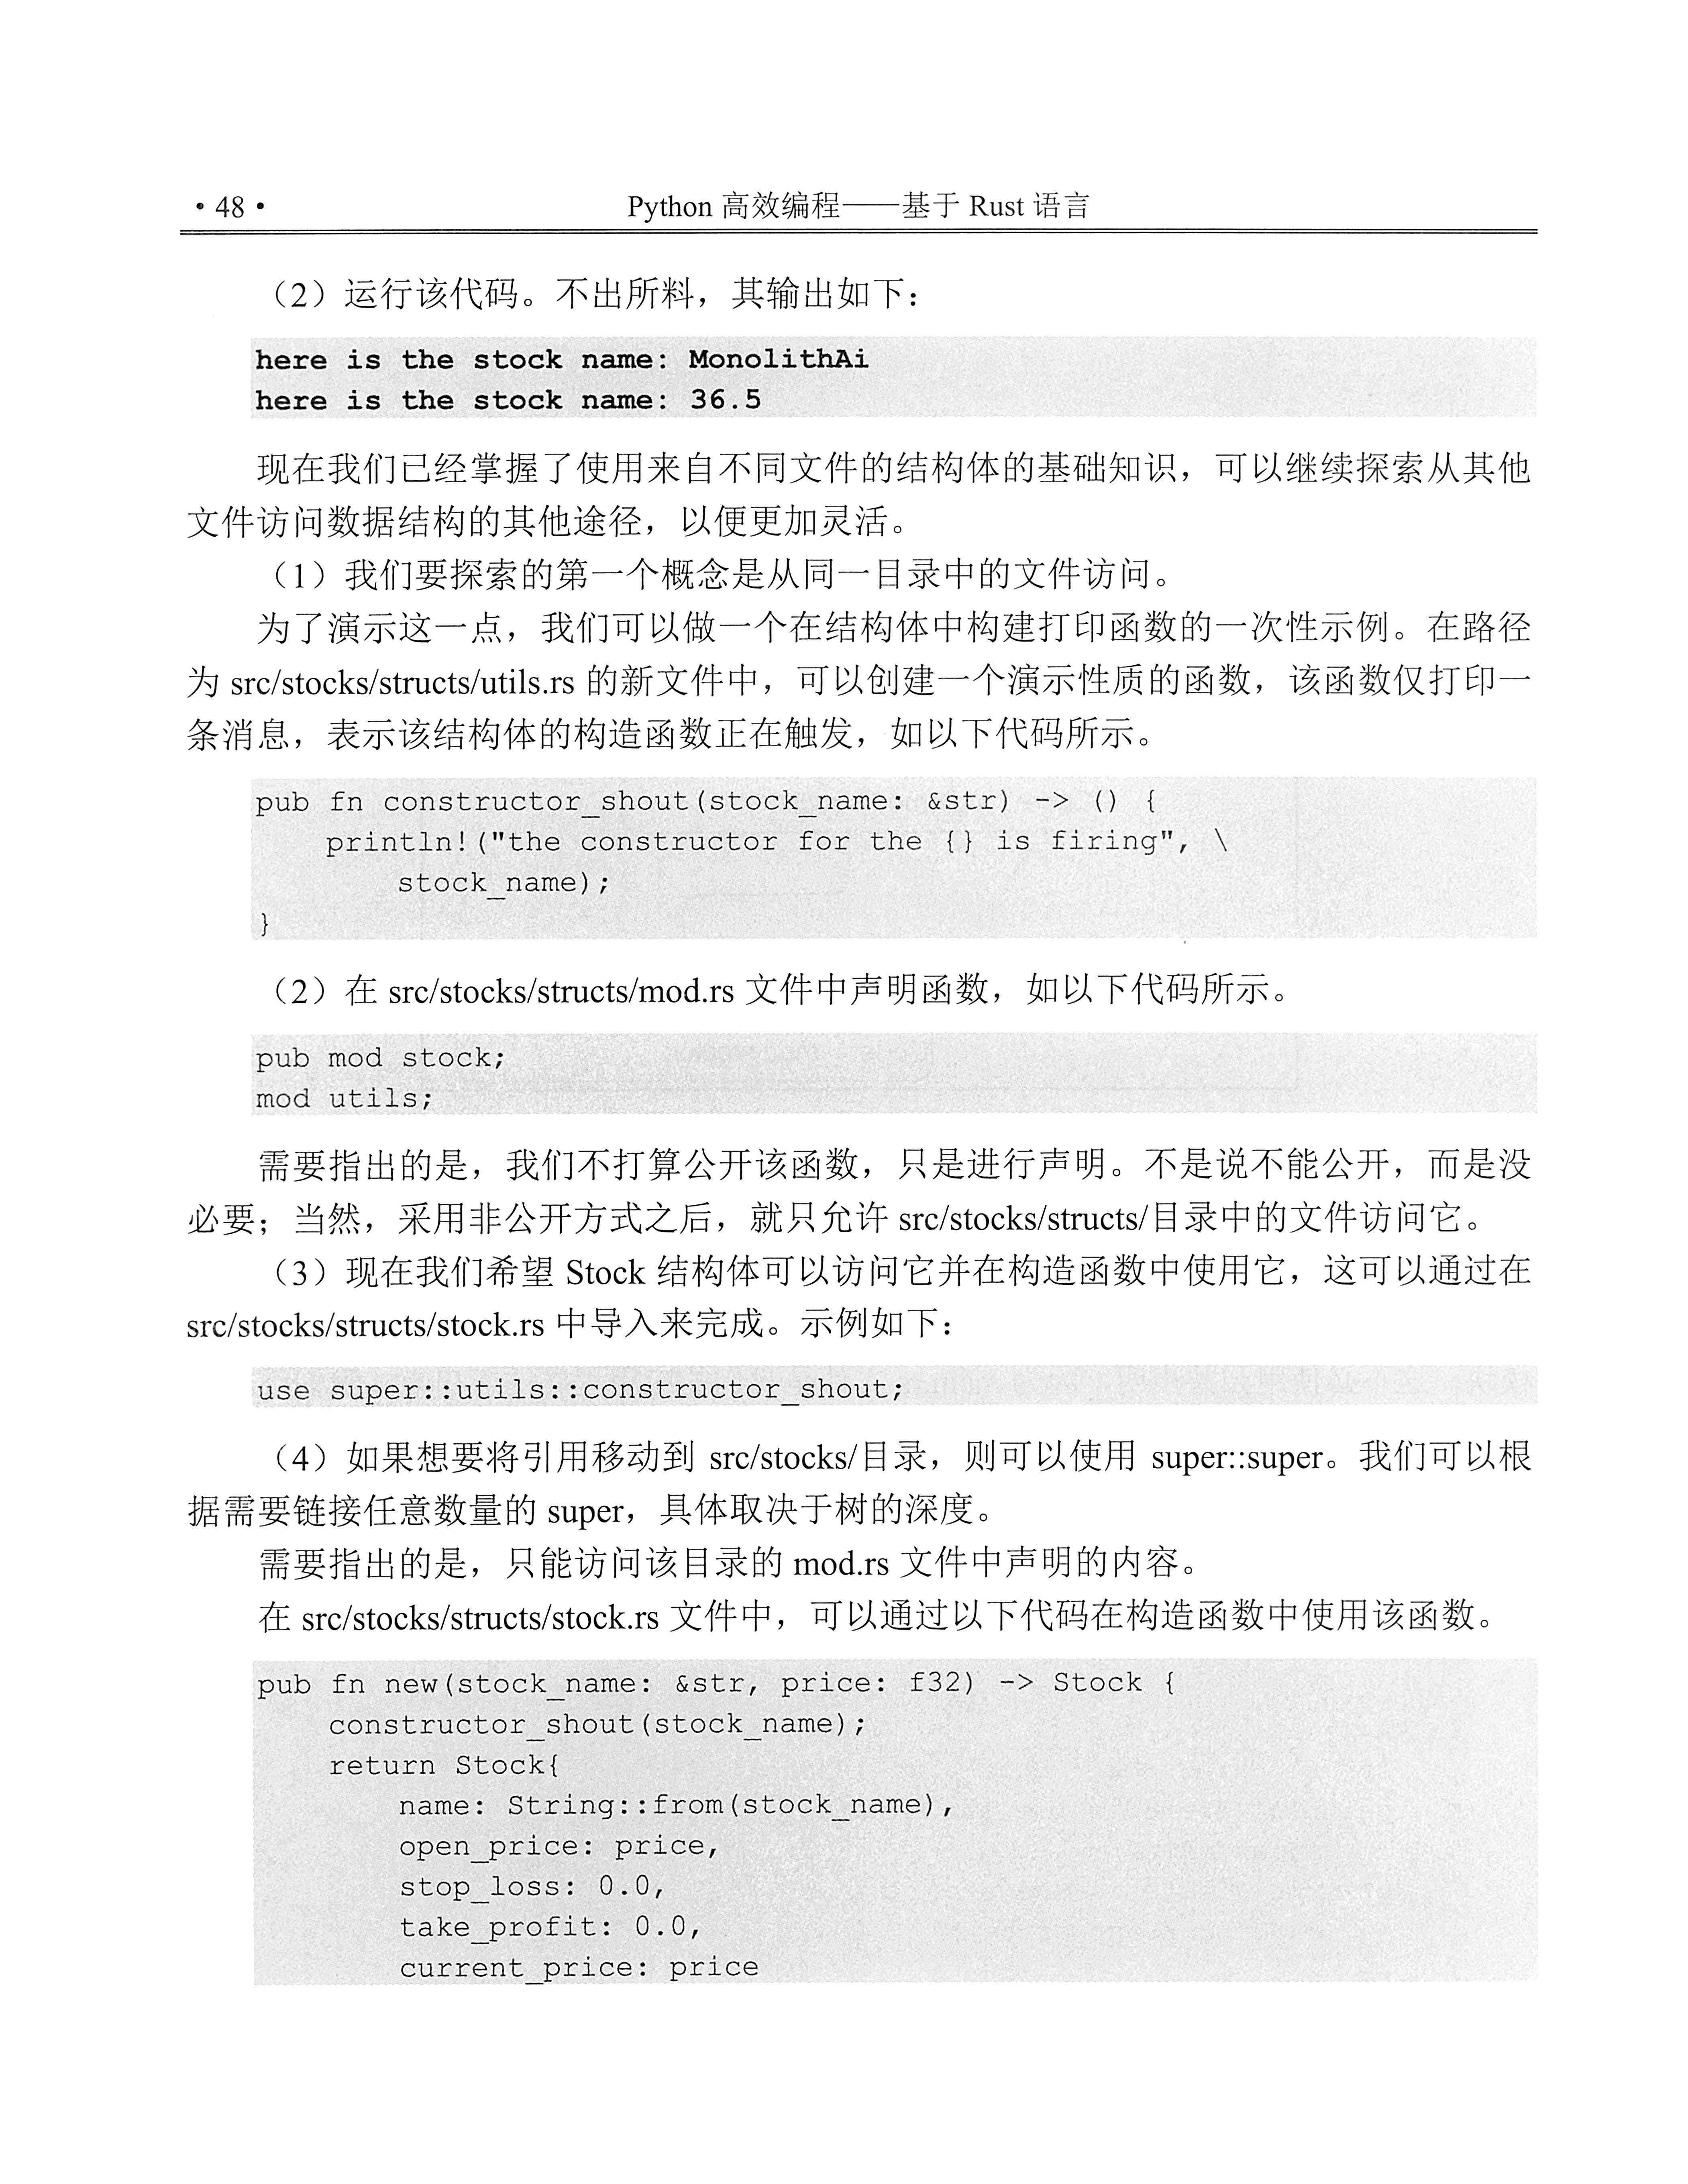 • 48 •
Python 高效编程——基于 Rust 语言
（2）运行该代码。不出所料，其输出如下：
here is the stock name: MonolithAi
here is the stock name: 36.5
现在我们已经掌握了使用来自不同文件的结构体的基础知识，可以继续探索从其他
文件访问数据结构的其他途径，以便更加灵活。
（1）我们要探索的第一个概念是从同一目录中的文件访问。
为了演示这一点，我们可以做一个在结构体中构建打印函数的一次性示例。在路径
为 src/stocks/structs/utils.rs 的新文件中，可以创建一个演示性质的函数，该函数仅打印一
条消息，表示该结构体的构造函数正在触发，如以下代码所示。
pub fn constructor_shout(stock_name: &str) -> () {
    println!("the constructor for the {} is firing", \
        stock_name);
}
（2）在 src/stocks/structs/mod.rs 文件中声明函数，如以下代码所示。
pub mod stock;
mod utils;
需要指出的是，我们不打算公开该函数，只是进行声明。不是说不能公开，而是没
必要；当然，采用非公开方式之后，就只允许 src/stocks/structs/目录中的文件访问它。
（3）现在我们希望 Stock 结构体可以访问它并在构造函数中使用它，这可以通过在
src/stocks/structs/stock.rs 中导入来完成。示例如下：
use super::utils::constructor_shout;
（4）如果想要将引用移动到 src/stocks/目录，则可以使用 super::super。我们可以根
据需要链接任意数量的 super，具体取决于树的深度。
需要指出的是，只能访问该目录的 mod.rs 文件中声明的内容。
在 src/stocks/structs/stock.rs 文件中，可以通过以下代码在构造函数中使用该函数。
pub fn new(stock_name: &str, price: f32) -> Stock {
    constructor_shout(stock_name);
    return Stock{
        name: String::from(stock_name),
        open_price: price,
        stop_loss: 0.0,
        take_profit: 0.0,
        current_price: price